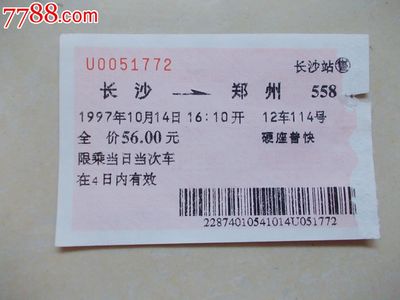 7788.com
U0051772 长沙站售
长沙 → 郑州 558
1997年10月14日16:10开 12车114号
全 价56.00元 硬座普快
限乘当日当次车
在4日内有效
22874010541014U051772